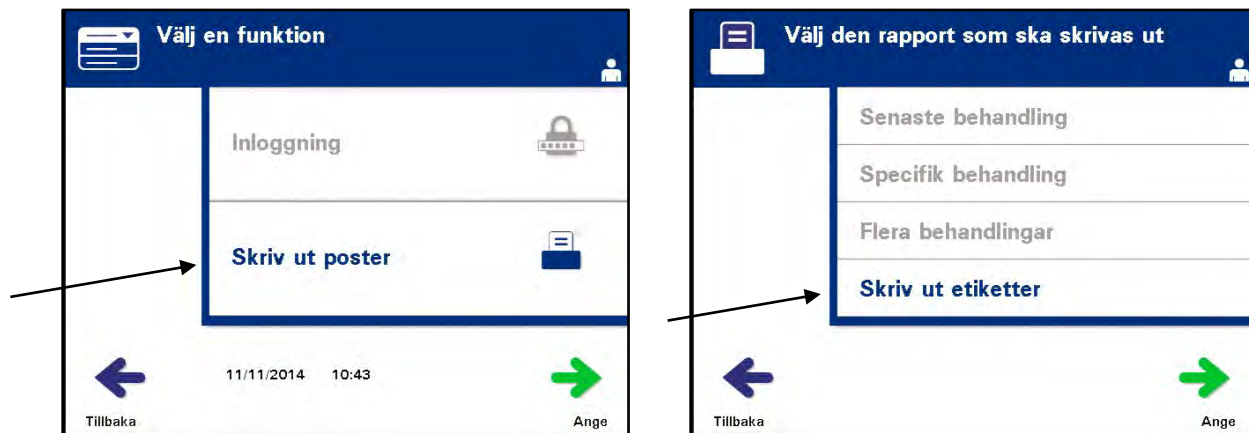 Välj en funktion
Inloggning
*****
Skriv ut poster
11/11/2014 10:43
Tillbaka
Ange
Välj den rapport som ska skrivas ut
Senaste behandling
Specifik behandling
Flera behandlingar
Skriv ut etiketter
Tillbaka
Ange